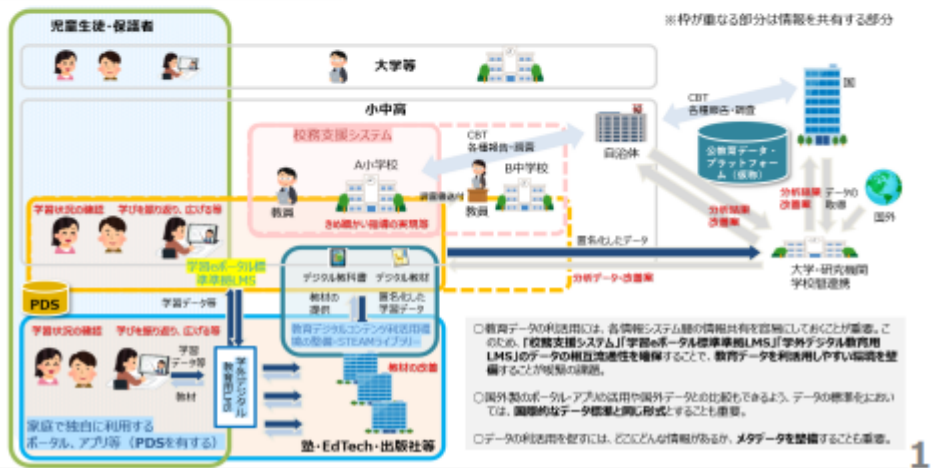 児童生徒・保護者
※枠が重なる部分は情報を共有する部分
大学等
小中高
国
CBT
各種報告・調査
校務支援システム
CBT
各種報告・調査
自治体
公教育データ・
プラットフォー
ム（仮称）
A小学校
B中学校
教員
調査書送付
教員
きめ細かい指導の実現等
分析結果
改善案
分析結果
改善案
データの
取得
国外
学習状況の確認
学びを振り返り、広げる等
匿名化したデータ
大学・研究機関
学校間連携
学習eポータル標
準準拠LMS
デジタル教科書
デジタル教材
分析データ・改善案
PDS
学習データ等
教材の
提供
匿名化した
学習データ
教育デジタルコンテンツ利活用環
境の整備・STEAMライブラリー
学習状況の確認
学びを振り返り、広げる等
学習
データ等
教材
学外デジタル
教育用LMS
教材の改善
家庭で独自に利用する
ポータル、アプリ等（PDSを有する）
塾・EdTech・出版社等
○教育データの利活用には、各情報システム間の情報共有を容易にしておくことが重要。こ
のため、「校務支援システム」「学習eポータル標準準拠LMS」「学外デジタル教育用
LMS」のデータの相互流通性を確保することで、教育データを利活用しやすい環境を整
備することが喫緊の課題。
○国外製のポータル・アプリの活用や国外データとの比較もできるよう、データの標準化におい
ては、国際的なデータ標準と同じ形式とすることも重要。
○データの利活用を促すには、どこにどんな情報があるか、メタデータを整備することも重要。
1